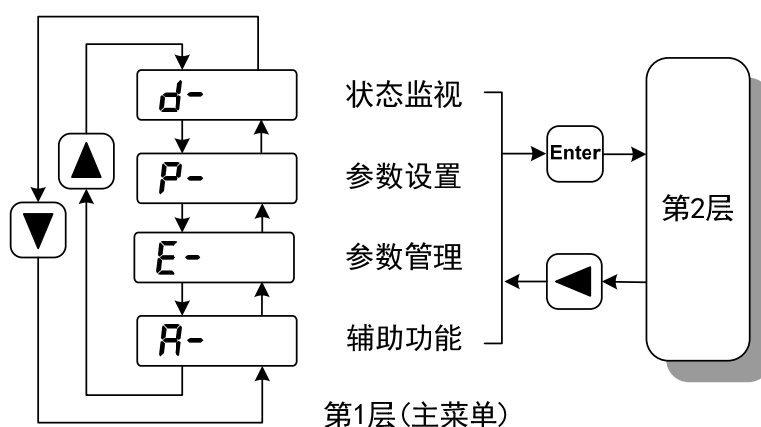 d- 状态监视
Enter
P- 参数设置
第2层
E- 参数管理
A- 辅助功能
第1层(主菜单)